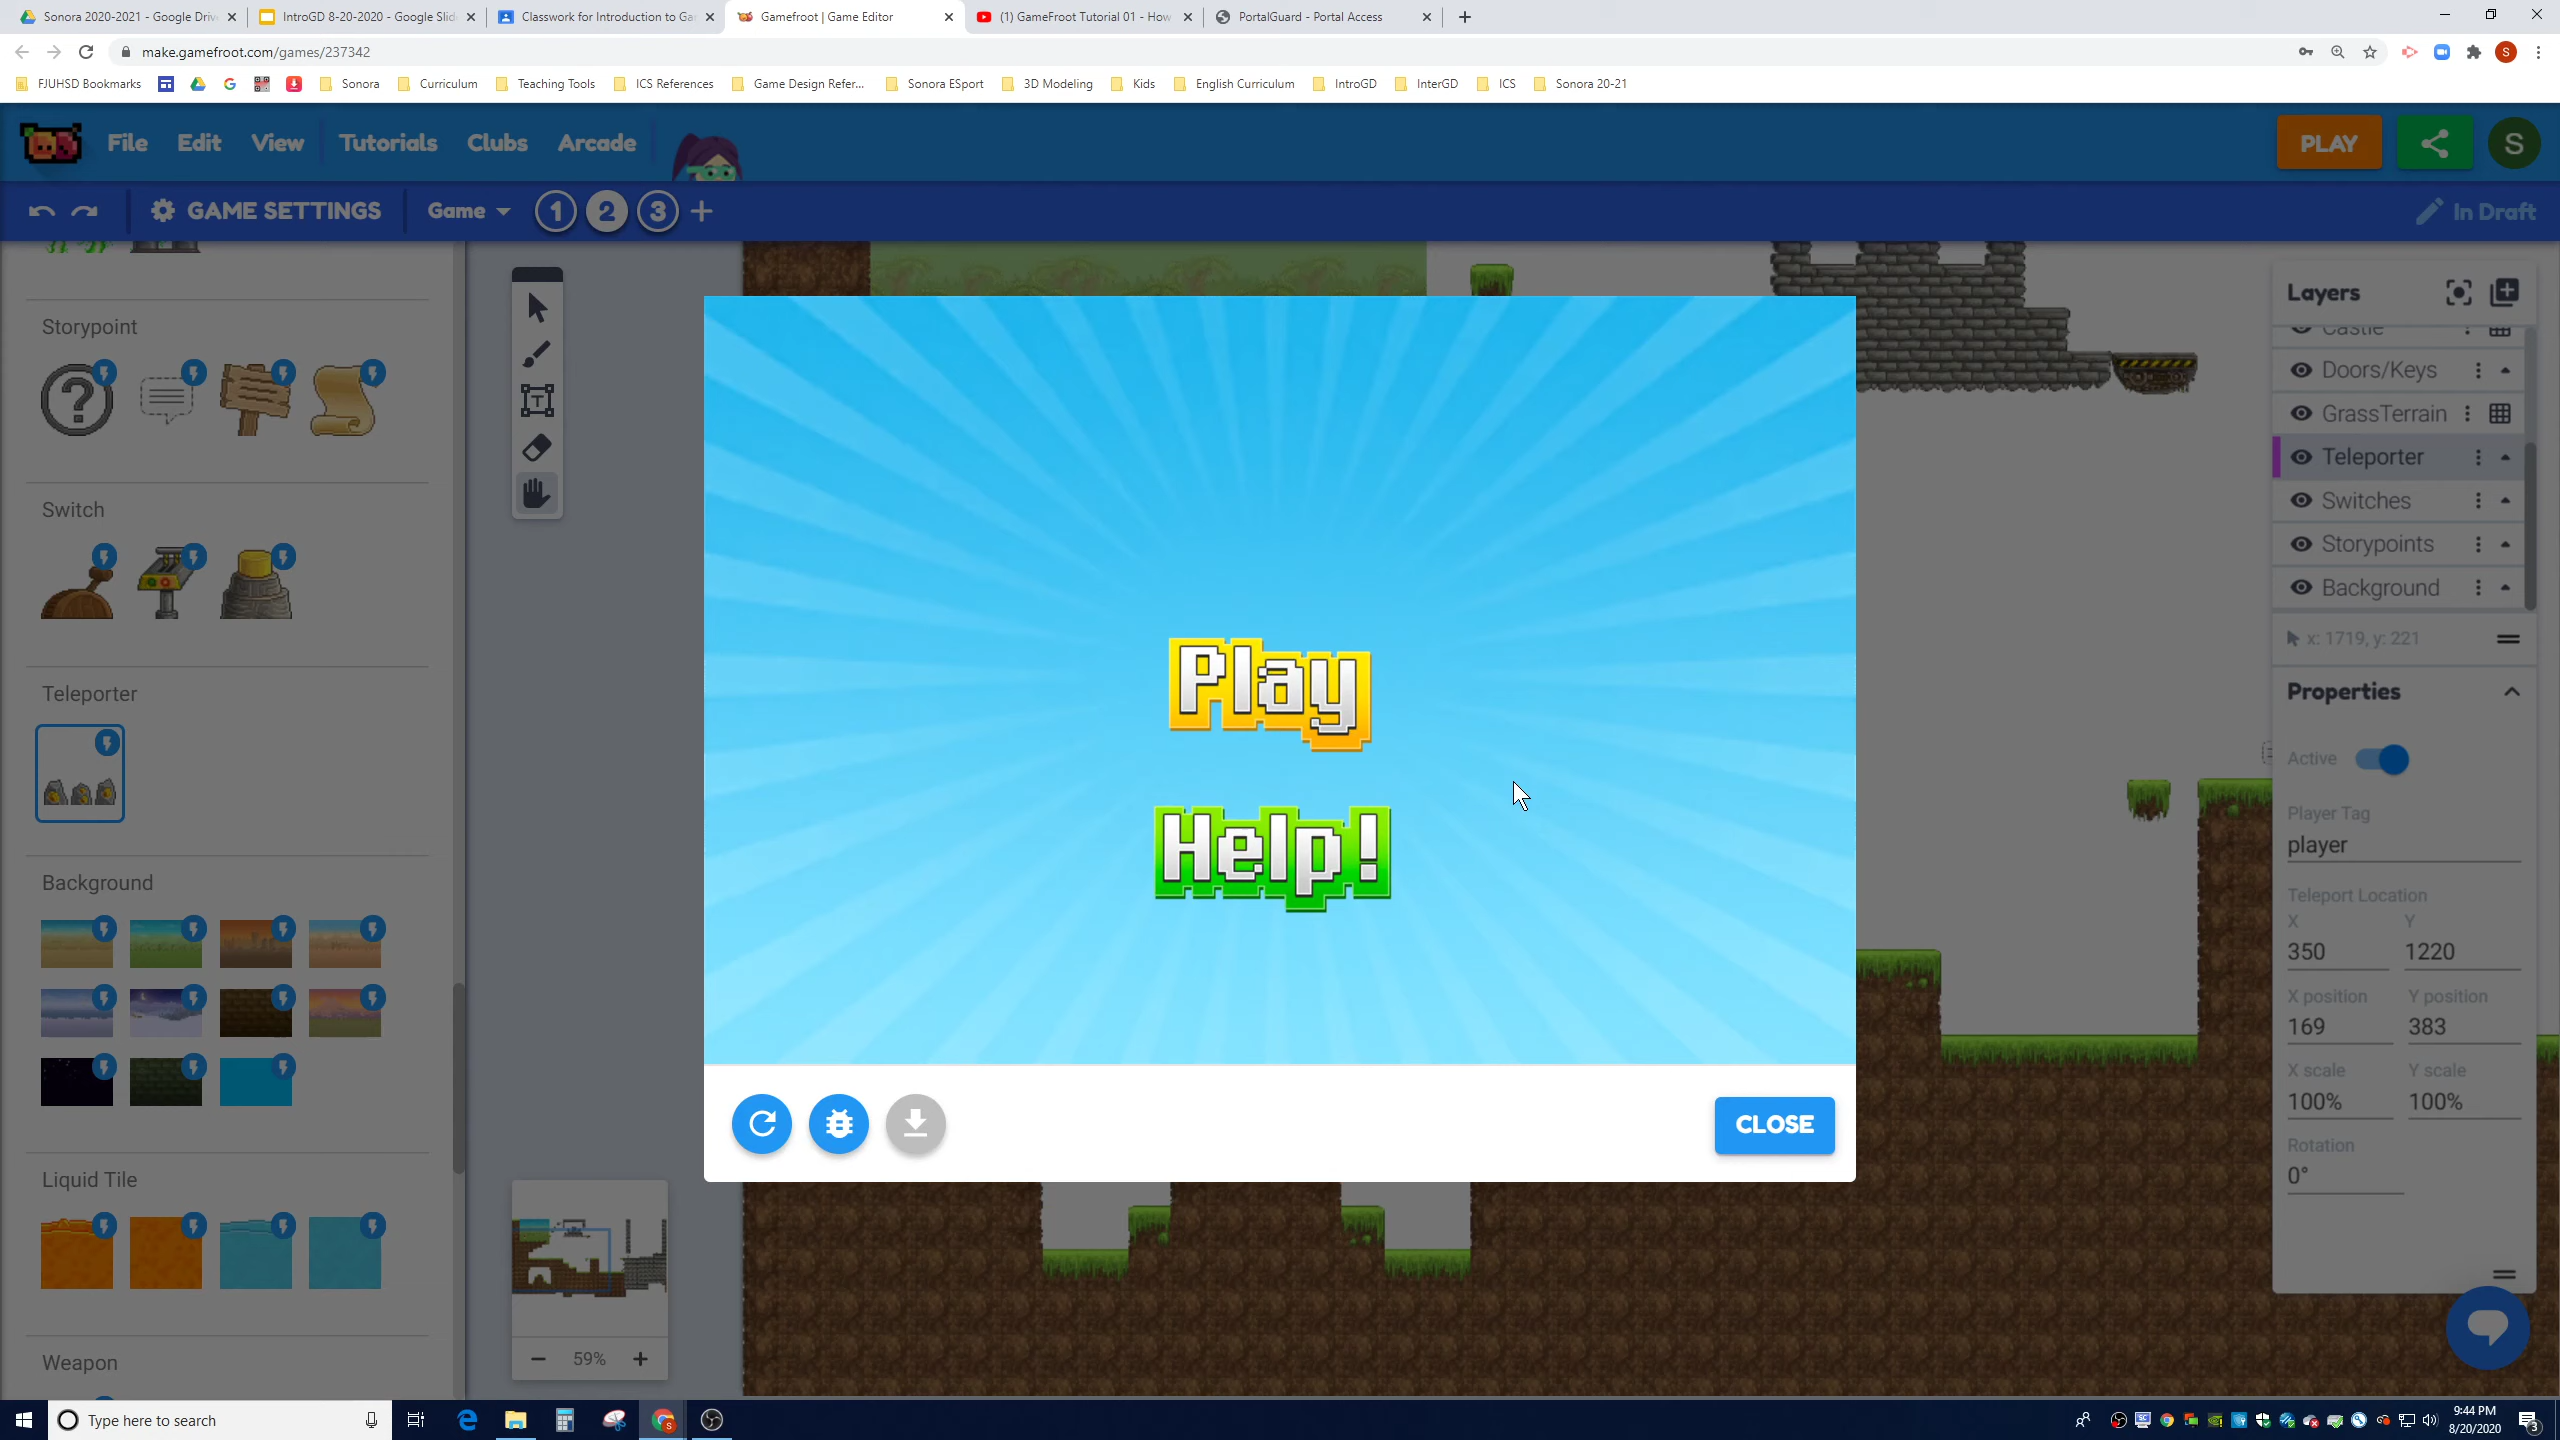 Sonora 2020-2021 - Google Driv
IntroGD 8-20-2020 - Google Slid
Classwork for Introduction to Ga
Gamefroot | Game Editor
(1) GameFroot Tutorial 01 - How
PortalGuard - Portal Access
make.gamefroot.com/games/237342
S
FJUHSD Bookmarks
Sonora
Curriculum
Teaching Tools
ICS References
Game Design Refer...
Sonora ESport
3D Modeling
Kids
English Curriculum
IntroGD
InterGD
ICS
Sonora 20-21
File
Edit
View
Tutorials
Clubs
Arcade
PLAY
S
GAME SETTINGS
Game
1
2
3
In Draft
Storypoint
Switch
Teleporter
Background
Liquid Tile
Weapon
59%
Play
Help!
CLOSE
Layers
Castle
Doors/Keys
GrassTerrain
Teleporter
Switches
Storypoints
Background
x: 1719, y: 221
Properties
Active
Player Tag
player
Teleport Location
X Y
350 1220
X position Y position
169 383
X scale Y scale
100% 100%
Rotation
0°
Type here to search
9:44 PM
8/20/2020
3